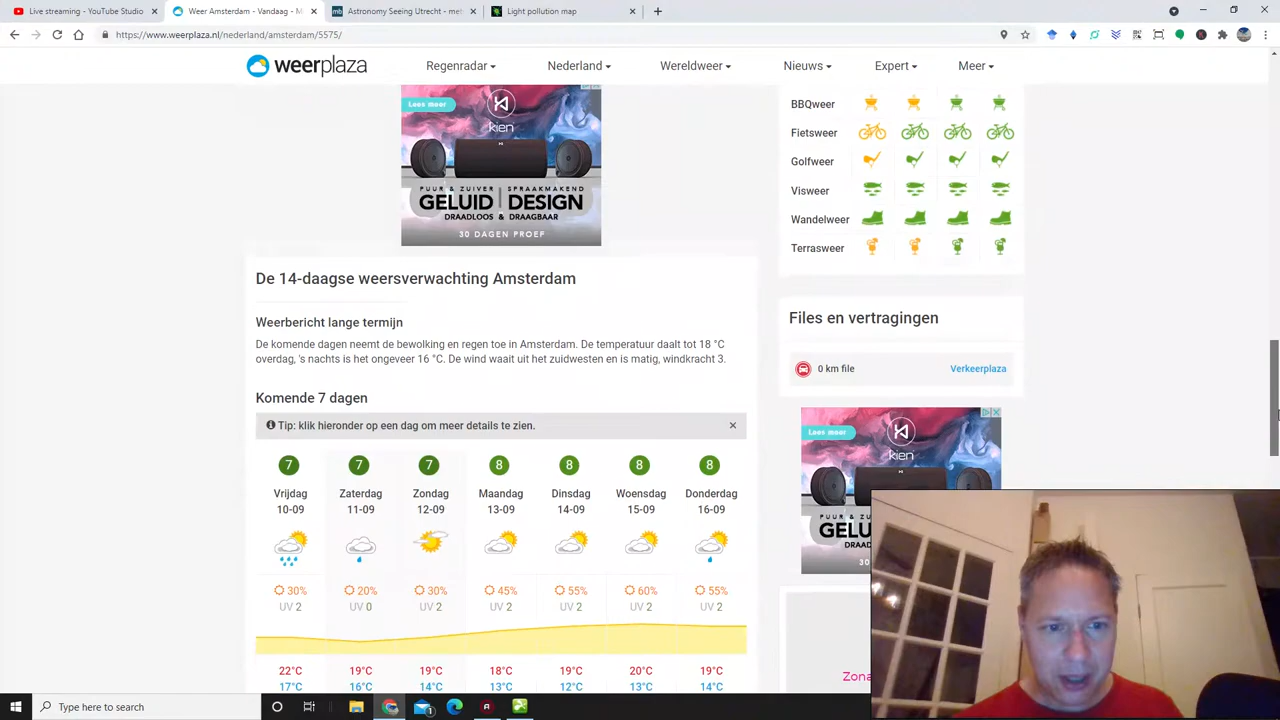 Live streaming - YouTube Studio
Weer Amsterdam - Vandaag - M
Astronomy Seeing Utrecht - met
Light pollution map
https://www.weerplaza.nl/nederland/amsterdam/5575/
weerplaza
Regenradar
Nederland
Wereldweer
Nieuws
Expert
Meer
Lees meer
kien
PUUR & ZUIVER
GELUID
SPRAAKMAKEND
DESIGN
DRAADLOOS & DRAAGBAAR
30 DAGEN PROEF
BBQweer
Fietsweer
Golfweer
Visweer
Wandelweer
Terrasweer
De 14-daagse weersverwachting Amsterdam
Weerbericht lange termijn
De komende dagen neemt de bewolking en regen toe in Amsterdam. De temperatuur daalt tot 18 °C
overdag, 's nachts is het ongeveer 16 °C. De wind waait uit het zuidwesten en is matig, windkracht 3.
Komende 7 dagen
Tip: klik hieronder op een dag om meer details te zien.
7 7 7 8 8 8 8
Vrijdag Zaterdag Zondag Maandag Dinsdag Woensdag Donderdag
10-09 11-09 12-09 13-09 14-09 15-09 16-09
30% 20% 30% 45% 55% 60% 55%
UV 2 UV 0 UV 2 UV 2 UV 2 UV 2 UV 2
22°C 19°C 19°C 18°C 19°C 20°C 19°C
17°C 16°C 14°C 13°C 12°C 13°C 14°C
Files en vertragingen
0 km file
Verkeerplaza
Lees meer
kien
PUUR &
GELU
DRAAD
30
Zona
Type here to search